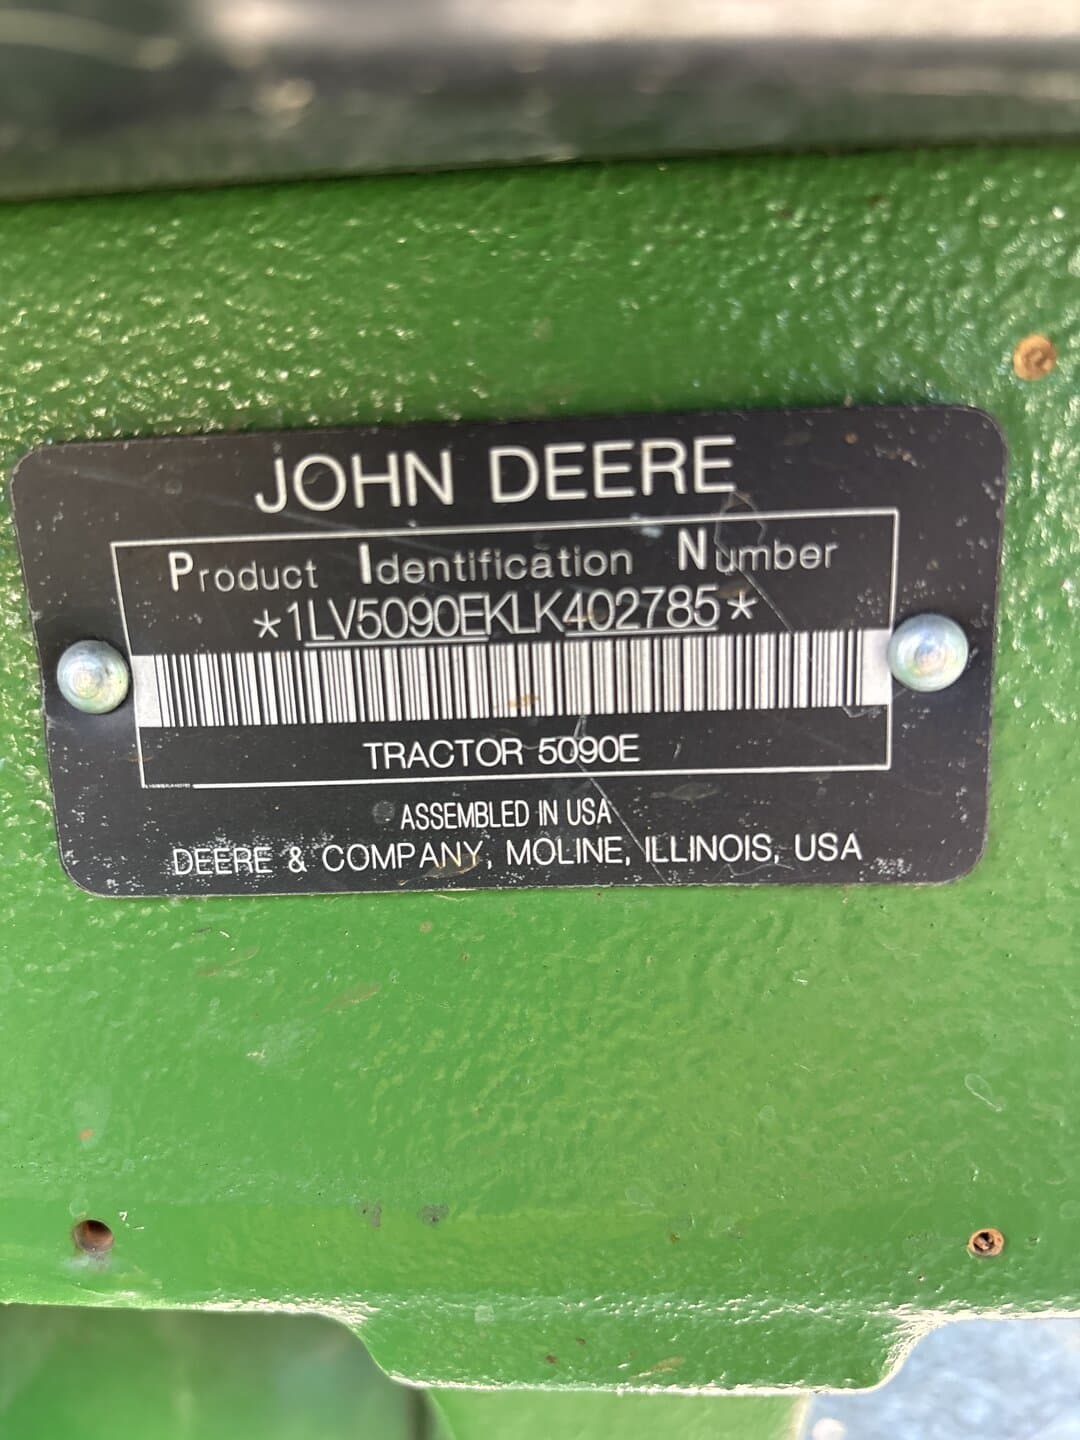 JOHN DEERE
Product Identification Number
*1LV5090EKLK402785*
TRACTOR 5090E
ASSEMBLED IN USA
DEERE & COMPANY, MOLINE, ILLINOIS, USA